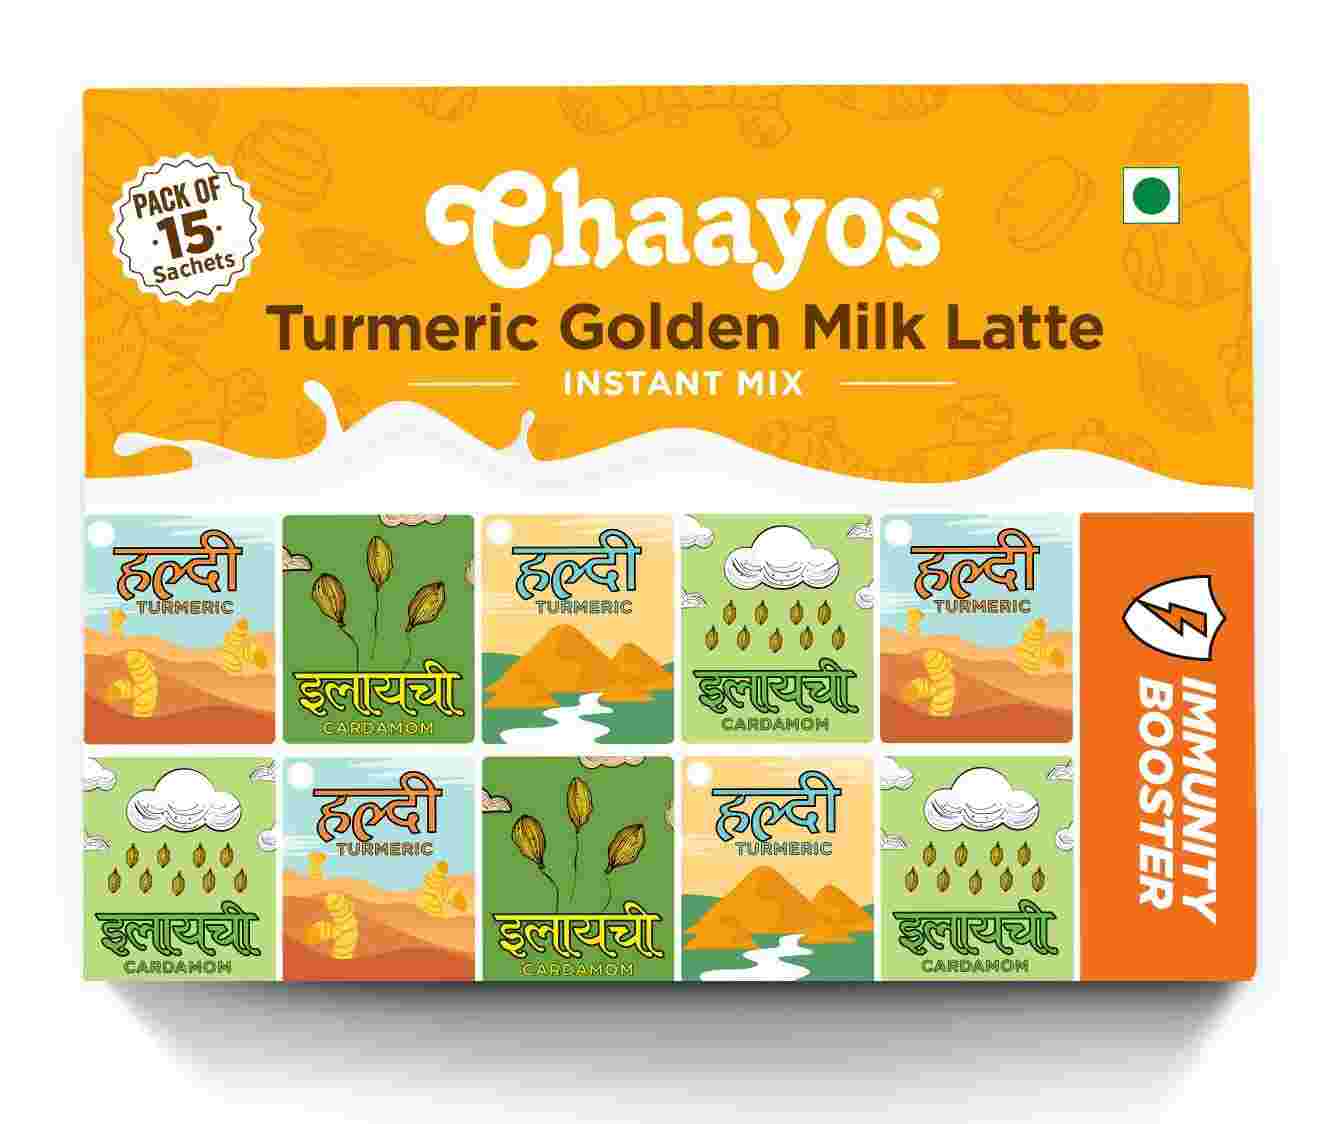 PACK OF
·15·
Sachets
Chaayos®
Turmeric Golden Milk Latte
INSTANT MIX
हल्दी
TURMERIC
इलायची
CARDAMOM
हल्दी
TURMERIC
इलायची
CARDAMOM
हल्दी
TURMERIC
इलायची
CARDAMOM
हल्दी
TURMERIC
इलायची
CARDAMOM
हल्दी
TURMERIC
इलायची
CARDAMOM
IMMUNITY
BOOSTER